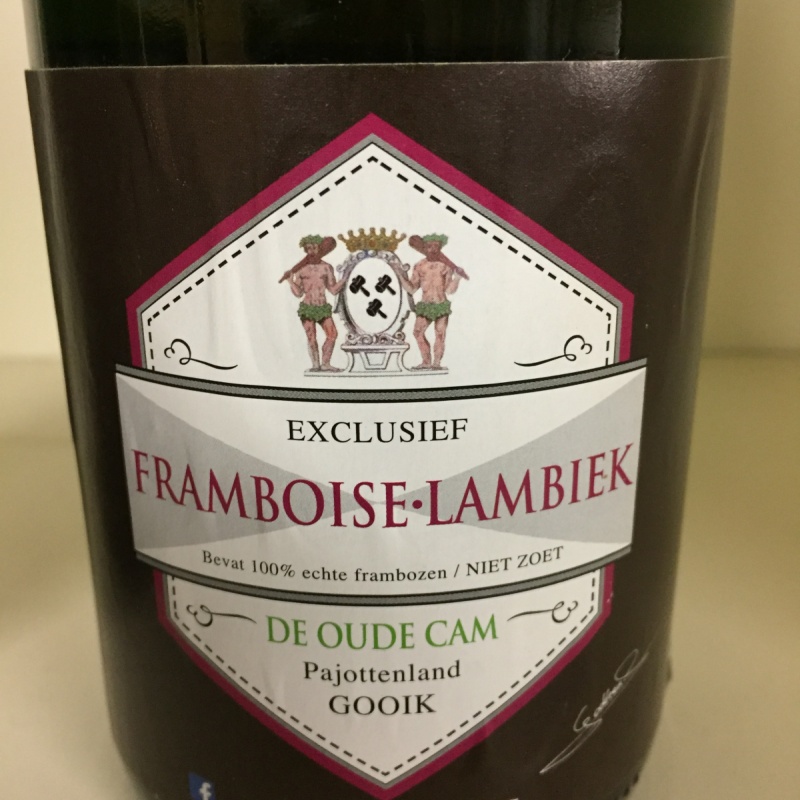 EXCLUSIEF
FRAMBOISE·LAMBIEK
Bevat 100% echte frambozen / NIET ZOET
DE OUDE CAM
Pajottenland
GOOIK
f